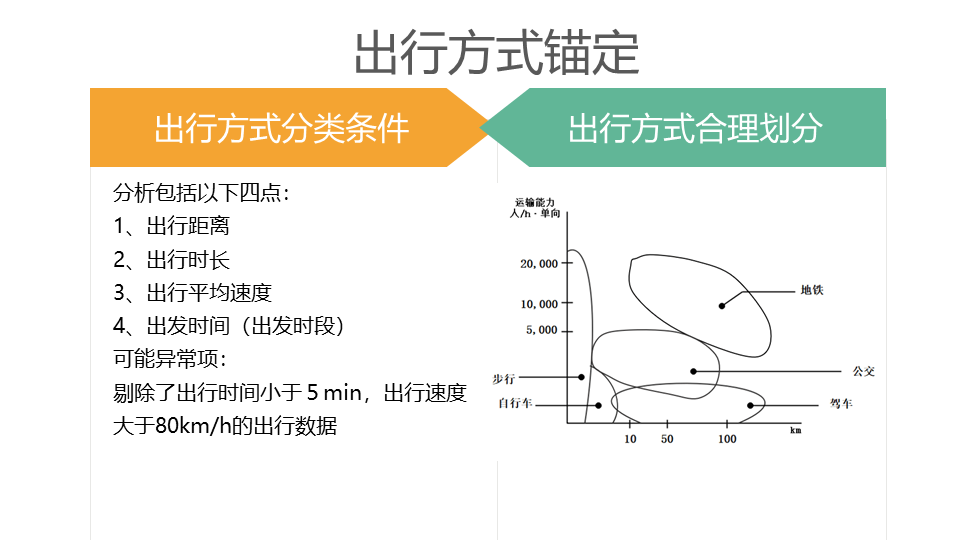 出行方式锚定
出行方式分类条件
出行方式合理划分
分析包括以下四点：
1、出行距离
2、出行时长
3、出行平均速度
4、出发时间（出发时段）
可能异常项：
剔除了出行时间小于５min，出行速度
大于80km/h的出行数据
运输能力
人/h·单向
20,000
10,000
5,000
地铁
公交
步行
自行车
驾车
km
10 50 100